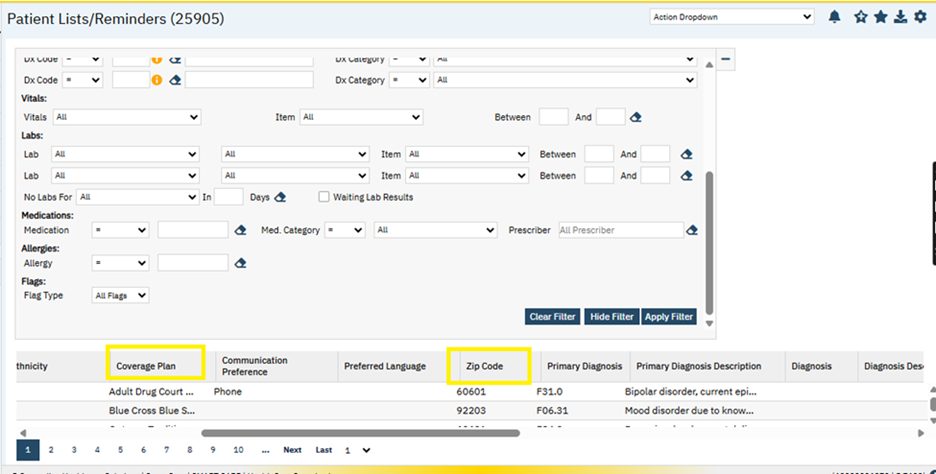 Patient Lists/Reminders (25905) Action Dropdown
Dx Code = Dx Category = All
Dx Code = Dx Category = All
Vitals:
Vitals All Item All Between And
Labs:
Lab All All Item All Between And
Lab All All Item All Between And
No Labs For All In Days Waiting Lab Results
Medications:
Medication = Med. Category = All Prescriber All Prescriber
Allergies:
Allergy =
Flags:
Flag Type All Flags
Clear Filter Hide Filter Apply Filter
thnicity Coverage Plan Communication Preference Preferred Language Zip Code Primary Diagnosis Primary Diagnosis Description Diagnosis Diagnosis Des
Adult Drug Court ... Phone 60601 F31.0 Bipolar disorder, current epi...
Blue Cross Blue S... 92203 F06.31 Mood disorder due to know...
1 2 3 4 5 6 7 8 9 10 ... Next Last 1